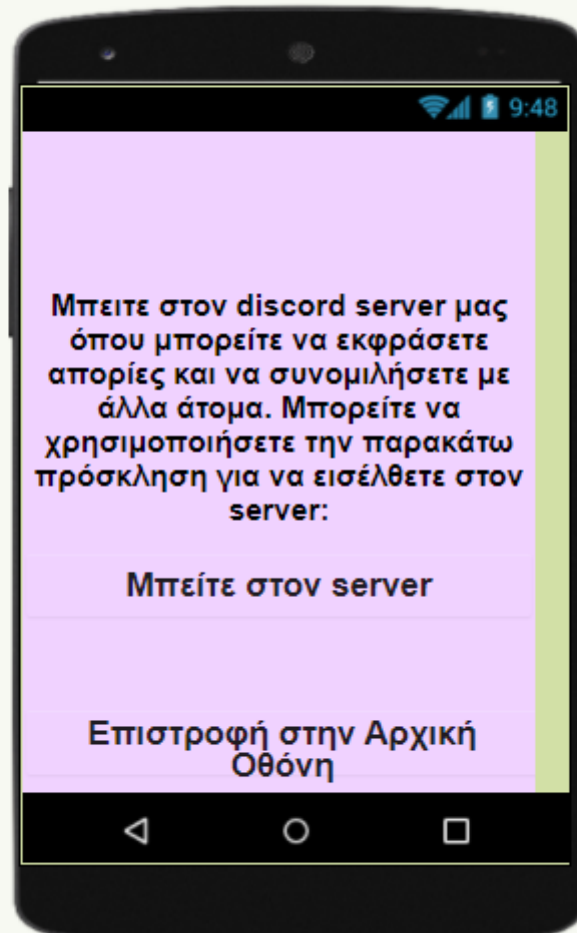 9:48
Μπειτε στον discord server μας
όπου μπορείτε να εκφράσετε
απορίες και να συνομιλήσετε με
άλλα άτομα. Μπορείτε να
χρησιμοποιήσετε την παρακάτω
πρόσκληση για να εισέλθετε στον
server:
Μπείτε στον server
Επιστροφή στην Αρχική
Οθόνη